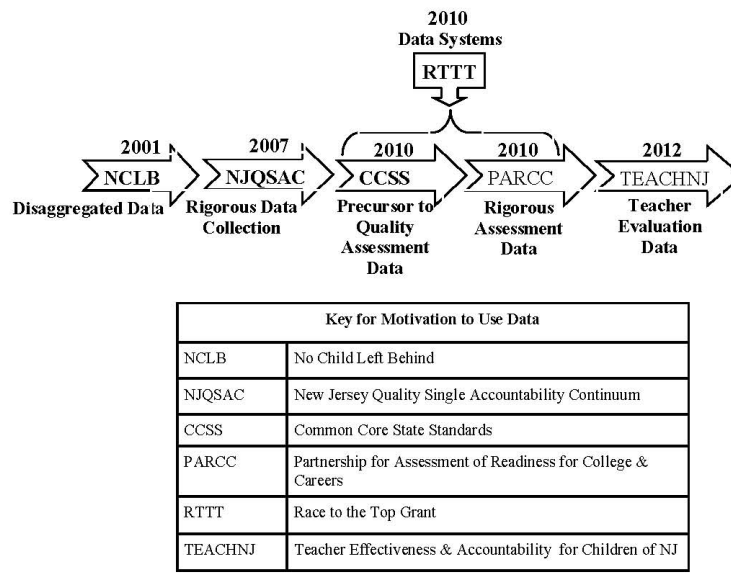 2010
Data Systems
RTTT
2001
2007
2010
2010
2012
NCLB
NJQSAC
CCSS
PARCC
TEACHNJ
Disaggregated Data
Rigorous Data
Collection
Precursor to
Quality
Assessment
Data
Rigorous
Assessment
Data
Teacher
Evaluation
Data
Key for Motivation to Use Data
NCLB No Child Left Behind
NJQSAC New Jersey Quality Single Accountability Continuum
CCSS Common Core State Standards
PARCC Partnership for Assessment of Readiness for College &
Careers
RTTT Race to the Top Grant
TEACHNJ Teacher Effectiveness & Accountability for Children of NJ